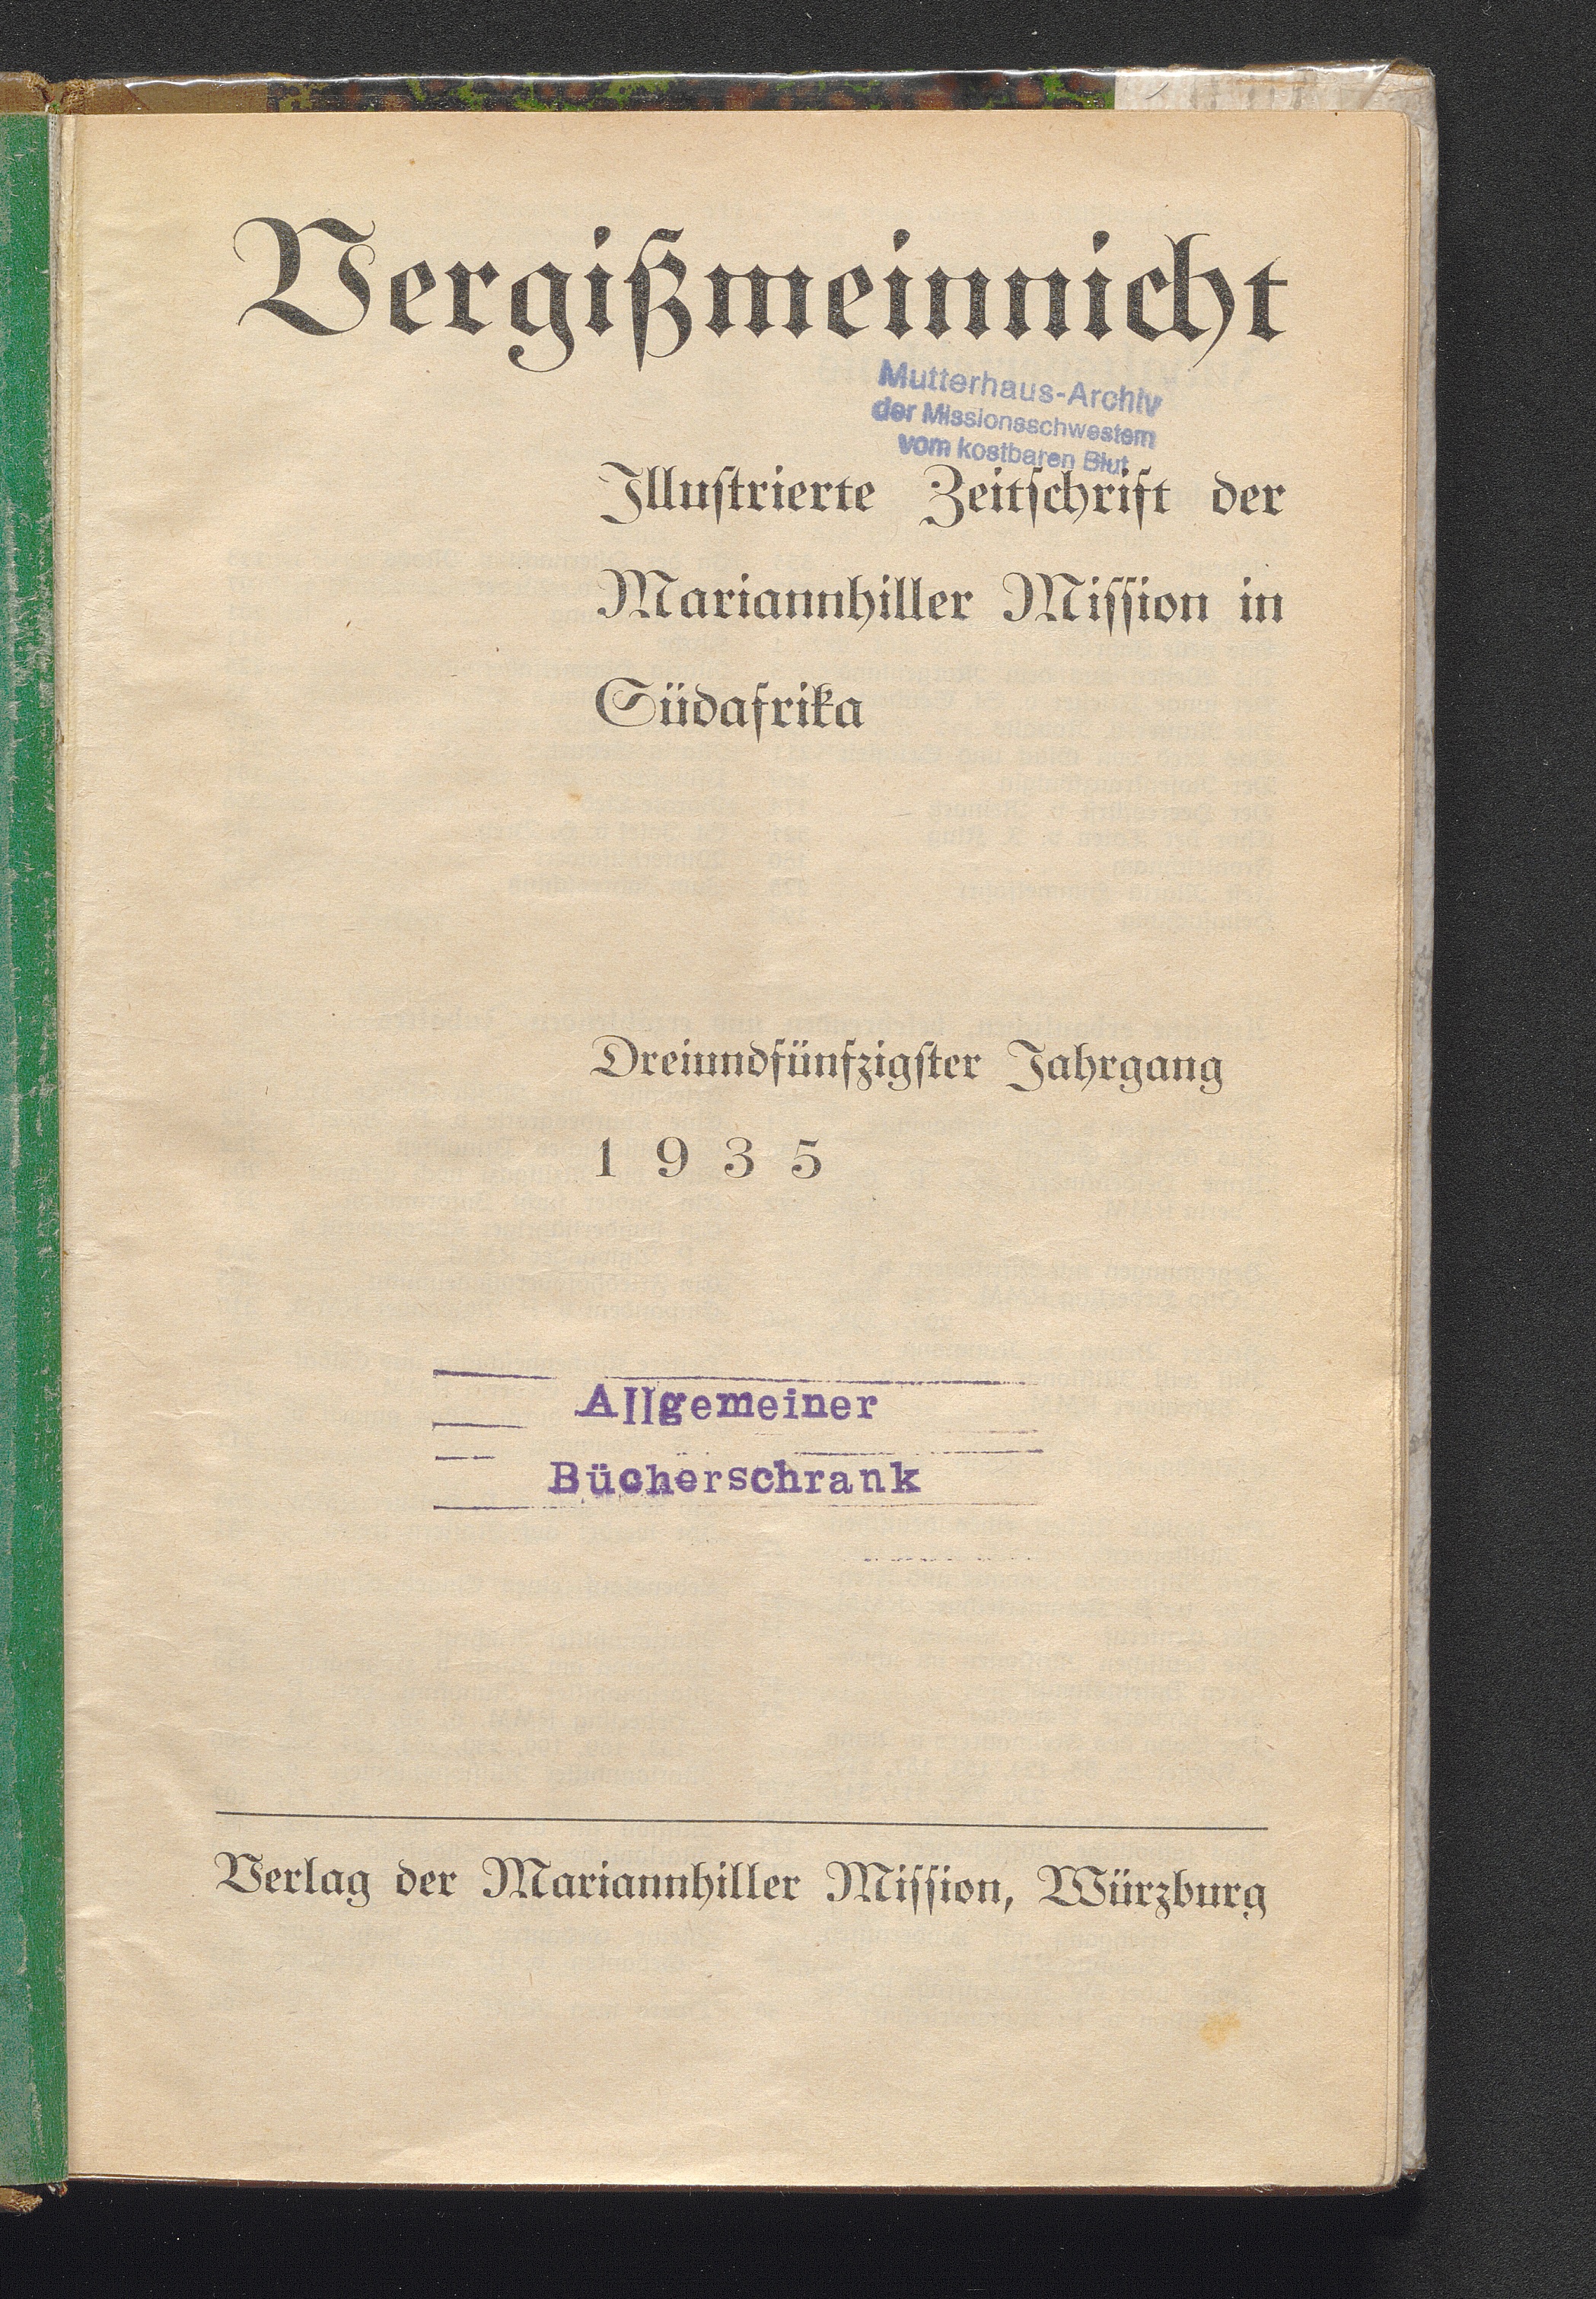 Vergißmeinnicht
Mutterhaus-Archiv
der Missionsschwestern
vom kostbaren Blut
Illustrierte Zeitschrift der
Mariannhiller Mission in
Südafrika
Dreiundfünfzigster Jahrgang
1935
Allgemeiner
Bücherschrank
Verlag der Mariannhiller Mission, Würzburg